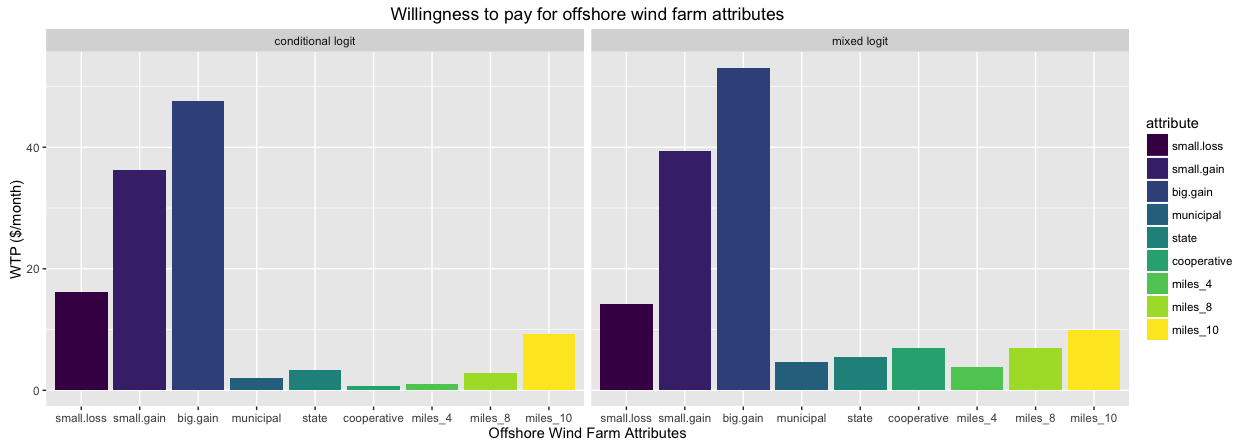 Willingness to pay for offshore wind farm attributes
conditional logit
mixed logit
WTP ($/month)
40
20
0
small.loss small.gain big.gain municipal state cooperative miles_4 miles_8 miles_10
small.loss small.gain big.gain municipal state cooperative miles_4 miles_8 miles_10
Offshore Wind Farm Attributes
attribute
small.loss
small.gain
big.gain
municipal
state
cooperative
miles_4
miles_8
miles_10